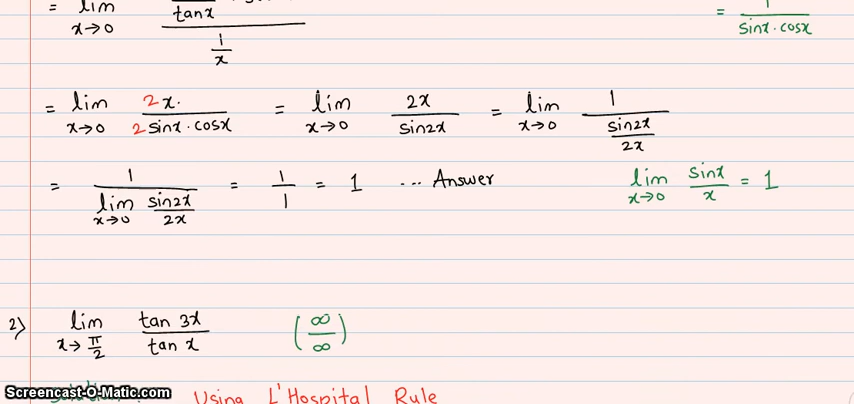 = lim x→0 tanx / 1/x
= 1/sinx·cosx
= lim x→0 2x·/2sinx·cosx = lim x→0 2x/sin2x = lim x→0 1/(sin2x/2x)
= 1/(lim x→0 sin2x/2x) = 1/1 = 1 ... Answer
lim x→0 sinx/x = 1
2) lim x→π/2 tan 3x/tan x (∞/∞)
Using L'Hospital Rule
Screencast-O-Matic.com